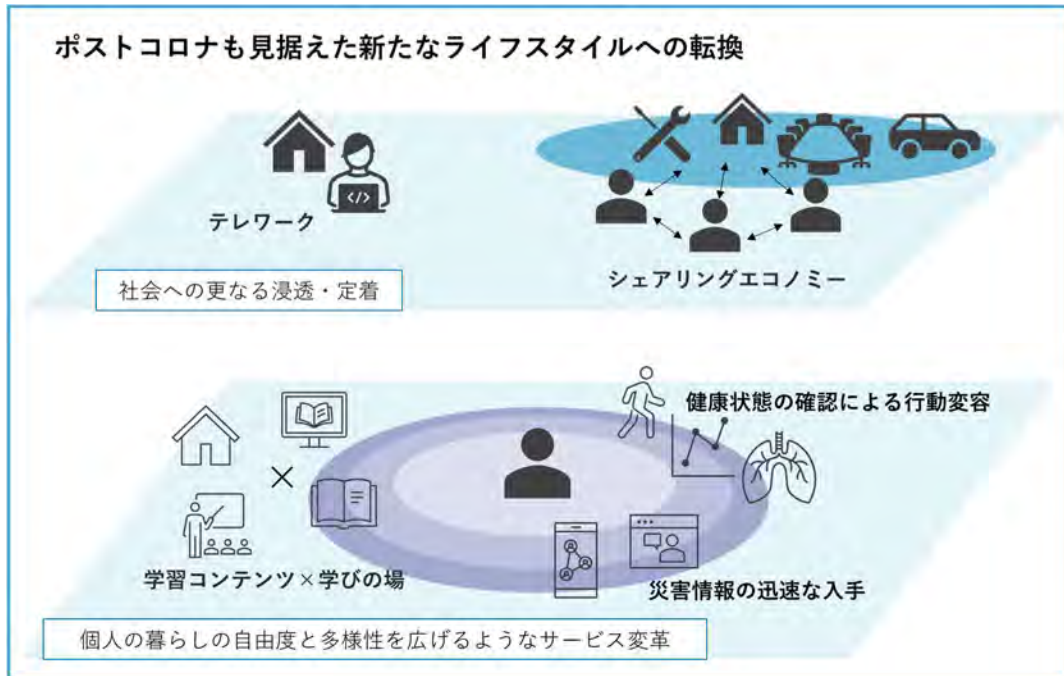 ポストコロナも見据えた新たなライフスタイルへの転換
テレワーク
</>
シェアリングエコノミー
社会への更なる浸透・定着
健康状態の確認による行動変容
×
学習コンテンツ×学びの場
災害情報の迅速な入手
個人の暮らしの自由度と多様性を広げるようなサービス変革